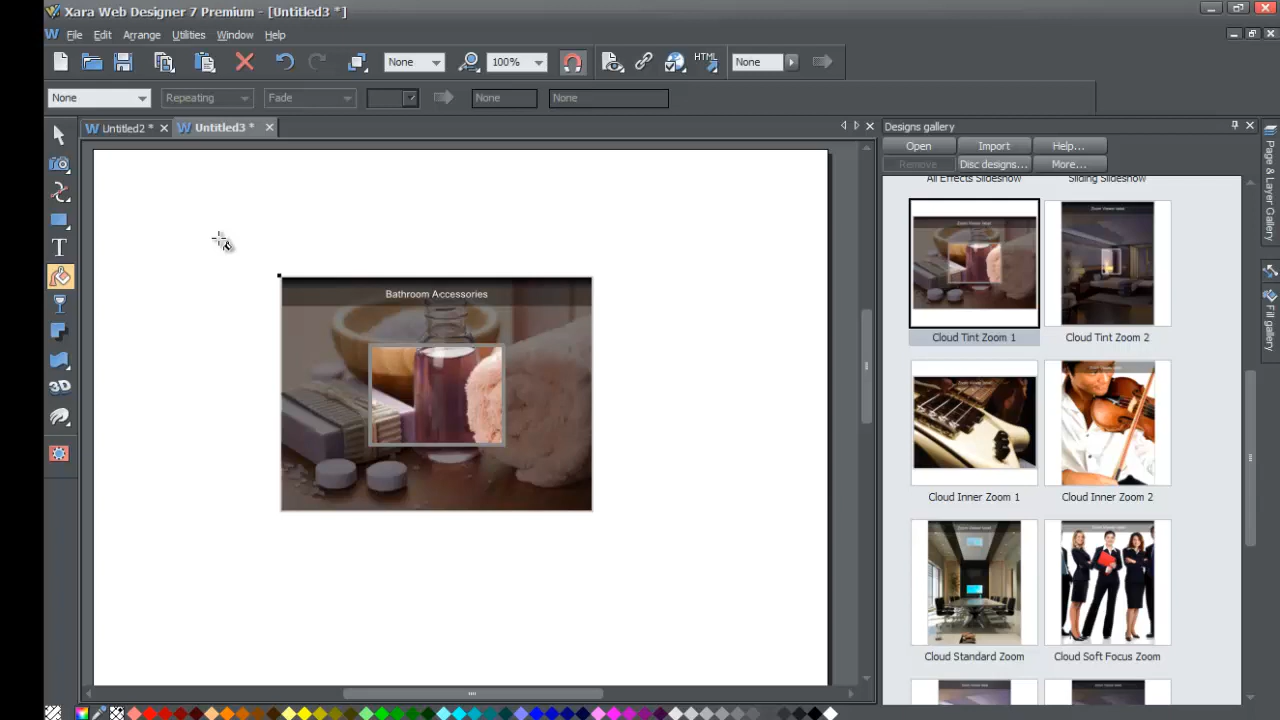 Xara Web Designer 7 Premium - [Untitled3 *]
File Edit Arrange Utilities Window Help
None 100% HTML None
None Repeating Fade None None
Untitled2 * Untitled3 *
Designs gallery
Open Import Help...
Remove Disc designs... More...
All Effects Slideshow Sliding Slideshow
Bathroom Accessories
Cloud Tint Zoom 1 Cloud Tint Zoom 2
Cloud Inner Zoom 1 Cloud Inner Zoom 2
Cloud Standard Zoom Cloud Soft Focus Zoom
T
3D
Page & Layer Gallery
Fill gallery